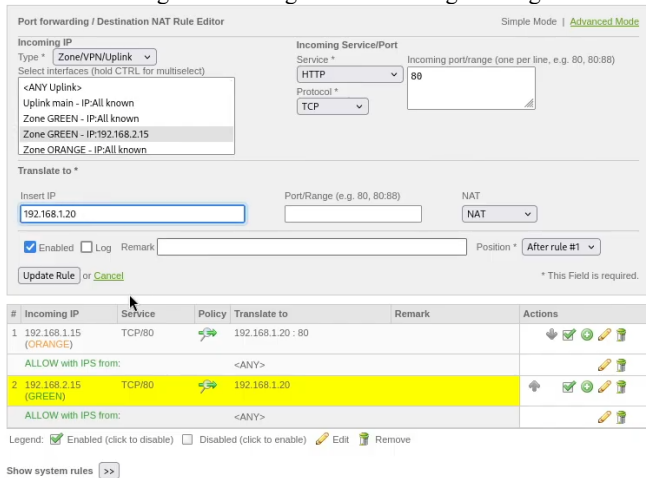 Port forwarding / Destination NAT Rule Editor
Simple Mode | Advanced Mode
Incoming IP
Type * Zone/VPN/Uplink
Select interfaces (hold CTRL for multiselect)
<ANY Uplink>
Uplink main - IP:All known
Zone GREEN - IP:All known
Zone GREEN - IP:192.168.2.15
Zone ORANGE - IP:All known
Incoming Service/Port
Service * Incoming port/range (one per line, e.g. 80, 80:88)
HTTP
80
Protocol *
TCP
Translate to *
Insert IP Port/Range (e.g. 80, 80:88) NAT
192.168.1.20 NAT
Enabled Log Remark Position * After rule #1
Update Rule or Cancel * This Field is required.
# Incoming IP Service Policy Translate to Remark Actions
1 192.168.1.15 TCP/80 192.168.1.20 : 80
(ORANGE)
ALLOW with IPS from: <ANY>
2 192.168.2.15 TCP/80 192.168.1.20
(GREEN)
ALLOW with IPS from: <ANY>
Legend: Enabled (click to disable) Disabled (click to enable) Edit Remove
Show system rules >>